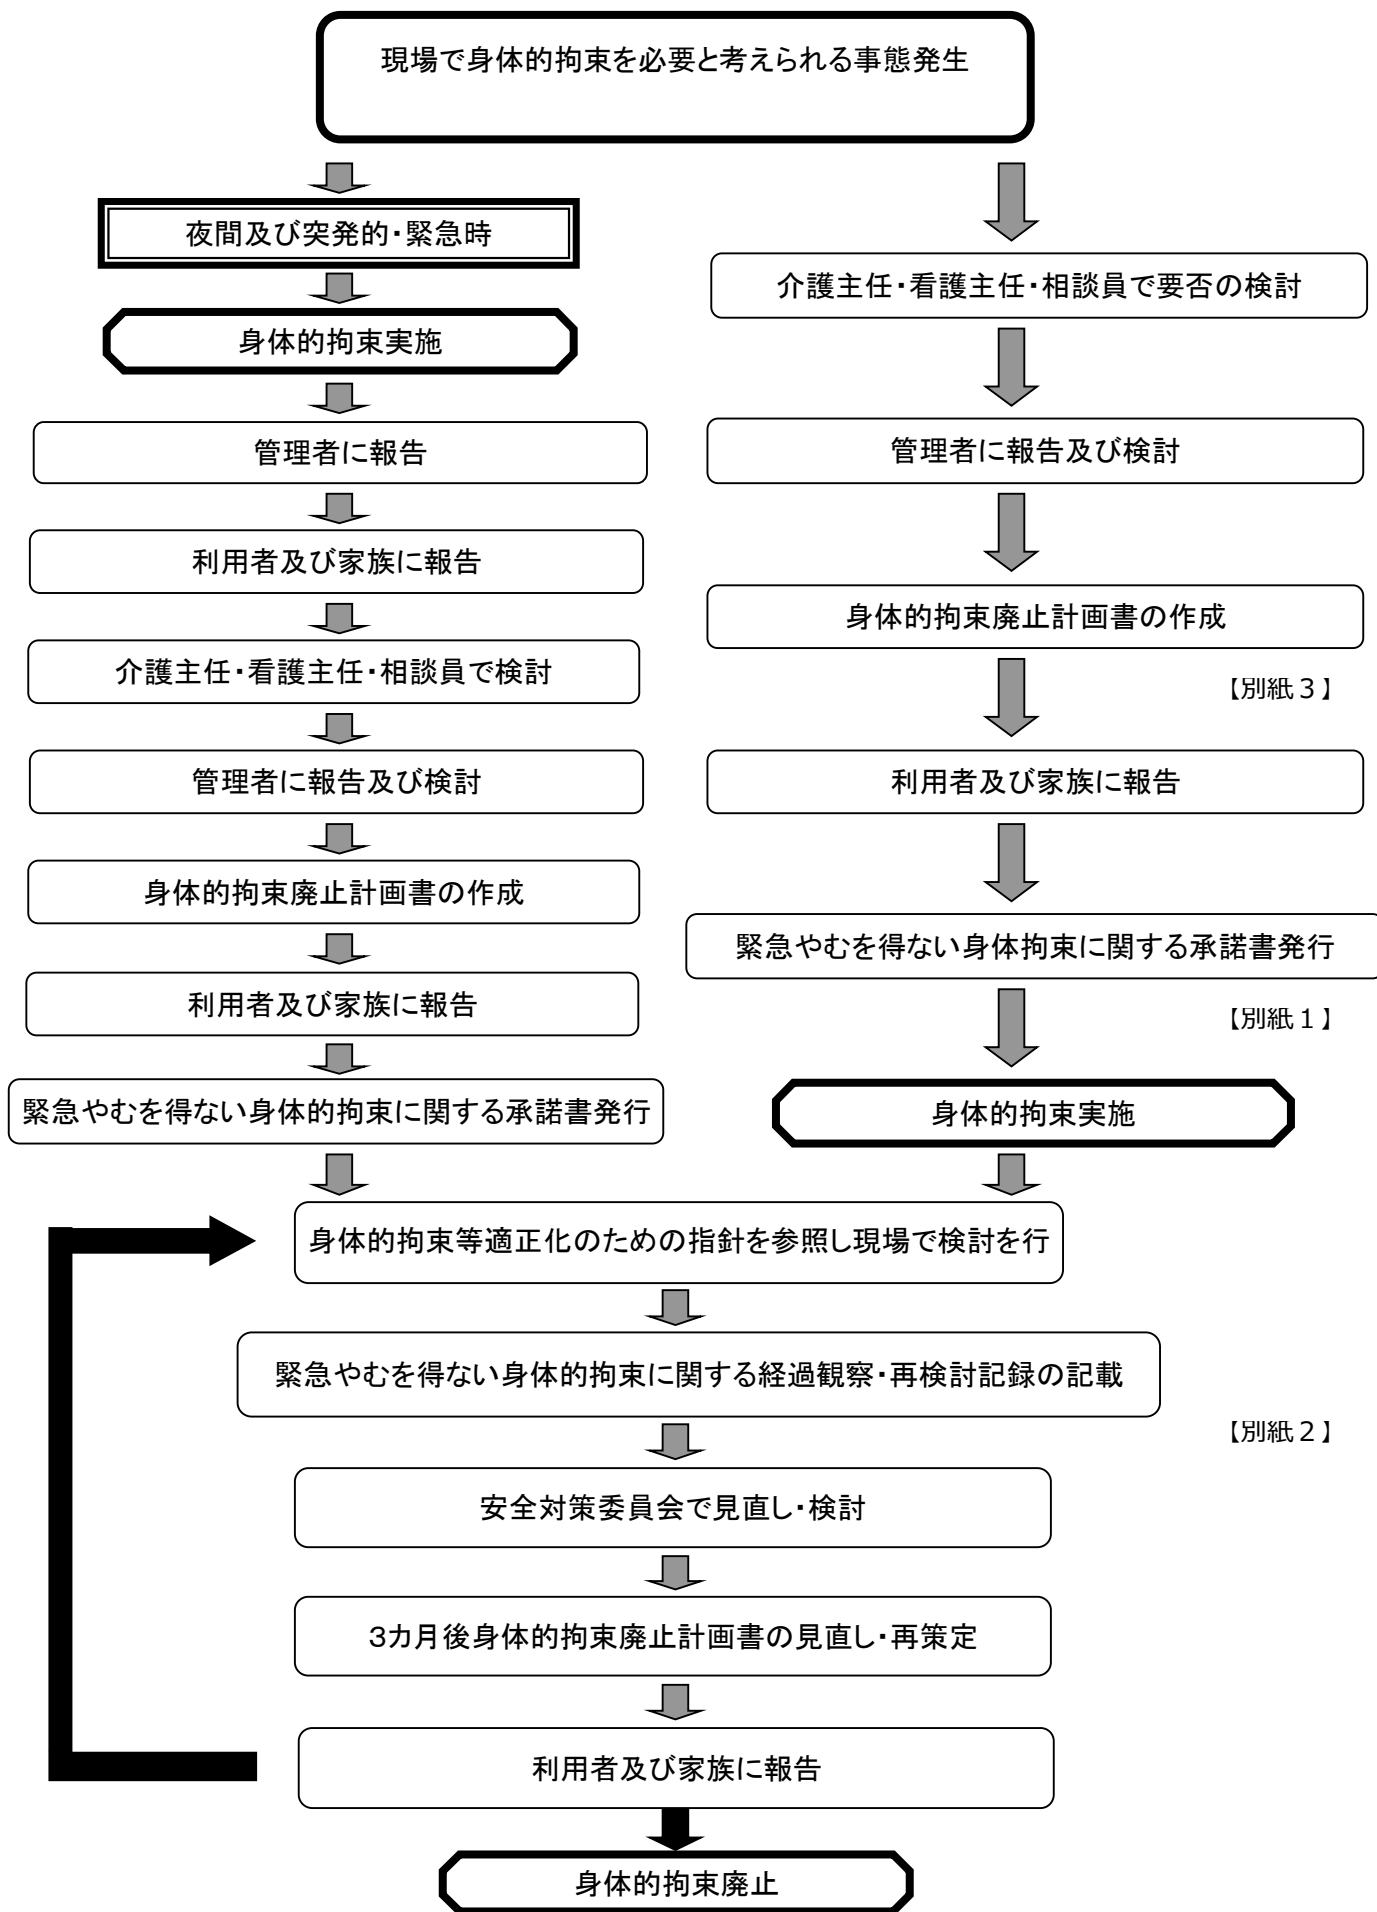 現場で身体的拘束を必要と考えられる事態発生
夜間及び突発的・緊急時
身体的拘束実施
管理者に報告
利用者及び家族に報告
介護主任・看護主任・相談員で検討
管理者に報告及び検討
身体的拘束廃止計画書の作成
利用者及び家族に報告
緊急やむを得ない身体的拘束に関する承諾書発行
介護主任・看護主任・相談員で要否の検討
管理者に報告及び検討
身体的拘束廃止計画書の作成
【別紙３】
利用者及び家族に報告
緊急やむを得ない身体拘束に関する承諾書発行
【別紙１】
身体的拘束実施
身体的拘束等適正化のための指針を参照し現場で検討を行
緊急やむを得ない身体的拘束に関する経過観察・再検討記録の記載
【別紙２】
安全対策委員会で見直し・検討
3カ月後身体的拘束廃止計画書の見直し・再策定
利用者及び家族に報告
身体的拘束廃止